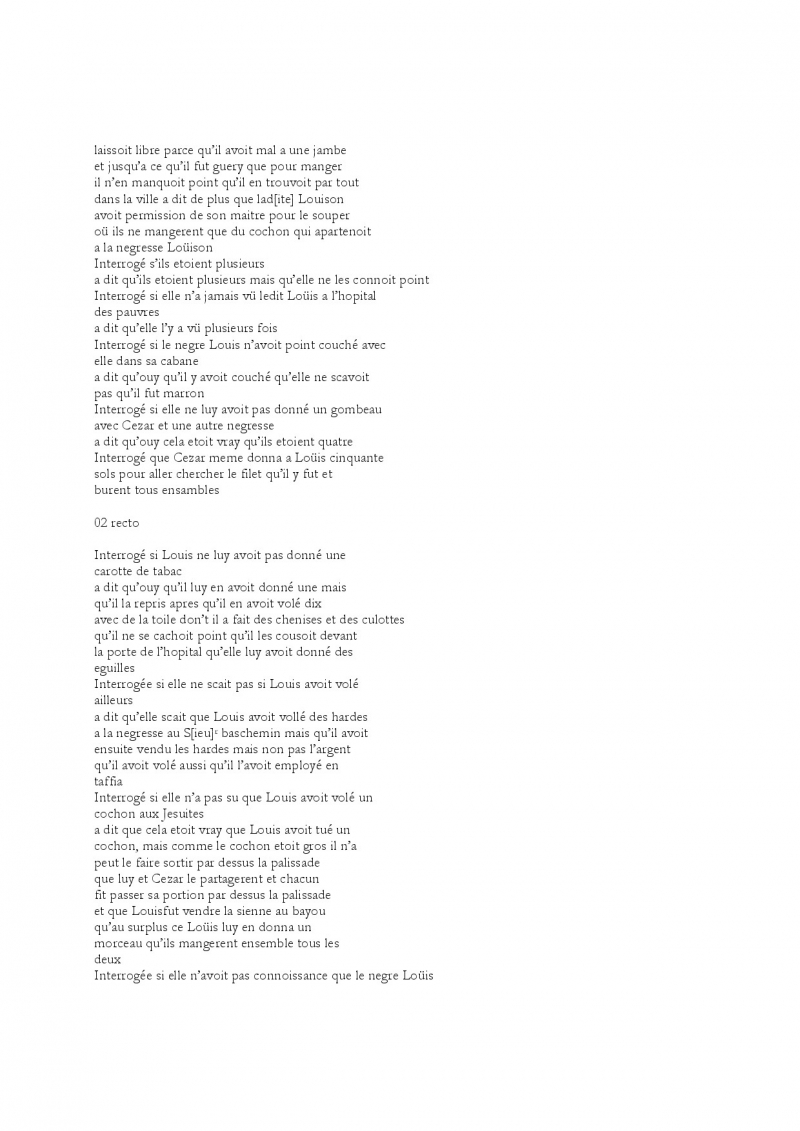 laissoit libre parce qu'il avoit mal a une jambe
et jusqu'a ce qu'il fut guery que pour manger
il n'en manquoit point qu'il en trouvoit par tout
dans la ville a dit de plus que lad[ite] Louison
avoit permission de son maitre pour le souper
oü ils ne mangerent que du cochon qui apartenoit
a la negresse Loüison
Interrogé s'ils etoient plusieurs
a dit qu'ils etoient plusieurs mais qu'elle ne les connoit point
Interrogé si elle n'a jamais vü ledit Loüis a l'hopital
des pauvres
a dit qu'elle l'y a vü plusieurs fois
Interrogé si le negre Louis n'avoit point couché avec
elle dans sa cabane
a dit qu'ouy qu'il y avoit couché qu'elle ne scavoit
pas qu'il fut marron
Interrogé si elle ne luy avoit pas donné un gombeau
avec Cezar et une autre negresse
a dit qu'ouy cela etoit vray qu'ils etoient quatre
Interrogé que Cezar meme donna a Loüis cinquante
sols pour aller chercher le filet qu'il y fut et
burent tous ensambles
02 recto
Interrogé si Louis ne luy avoit pas donné une
carotte de tabac
a dit qu'ouy qu'il luy en avoit donné une mais
qu'il la repris apres qu'il en avoit volé dix
avec de la toile don't il a fait des chenises et des culottes
qu'il ne se cachoit point qu'il les cousoit devant
la porte de l'hopital qu'elle luy avoit donné des
eguilles
Interrogée si elle ne scait pas si Louis avoit volé
ailleurs
a dit qu'elle scait que Louis avoit vollé des hardes
a la negresse au S[ieu]ʳ baschemin mais qu'il avoit
ensuite vendu les hardes mais non pas l'argent
qu'il avoit volé aussi qu'il l'avoit employé en
taffia
Interrogé si elle n'a pas su que Louis avoit volé un
cochon aux Jesuites
a dit que cela etoit vray que Louis avoit tué un
cochon, mais comme le cochon etoit gros il n'a
peut le faire sortir par dessus la palissade
que luy et Cezar le partagerent et chacun
fit passer sa portion par dessus la palissade
et que Louisfut vendre la sienne au bayou
qu'au surplus ce Loüis luy en donna un
morceau qu'ils mangerent ensemble tous les
deux
Interrogée si elle n'avoit pas connoissance que le negre Loüis